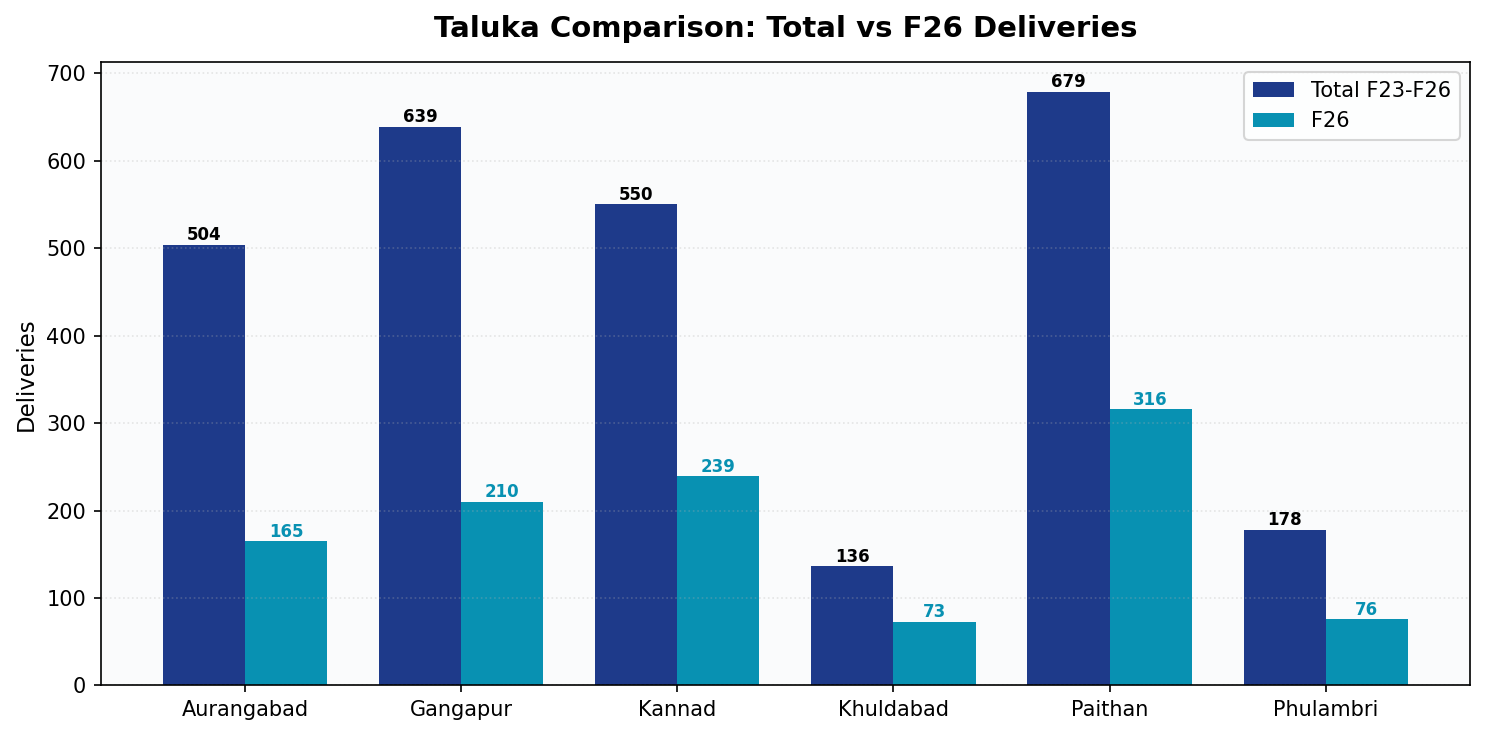 Taluka Comparison: Total vs F26 Deliveries
Total F23-F26
F26
Deliveries
700
600
500
400
300
200
100
0
504
165
639
210
550
239
136
73
679
316
178
76
Aurangabad
Gangapur
Kannad
Khuldabad
Paithan
Phulambri